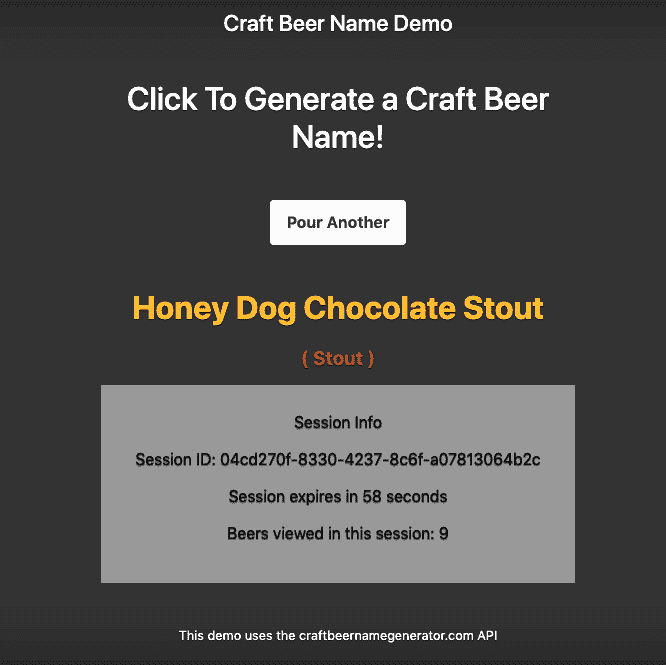 Craft Beer Name Demo
Click To Generate a Craft Beer
Name!
Pour Another
Honey Dog Chocolate Stout
( Stout )
Session Info
Session ID: 04cd270f-8330-4237-8c6f-a07813064b2c
Session expires in 58 seconds
Beers viewed in this session: 9
This demo uses the craftbeernamegenerator.com API